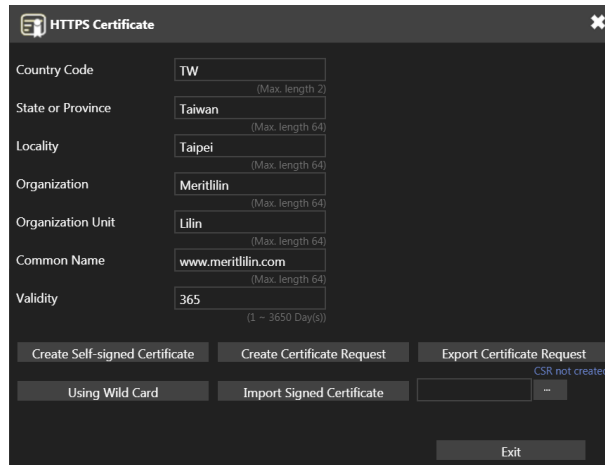 HTTPS Certificate
Country Code TW
(Max. length 2)
State or Province Taiwan
(Max. length 64)
Locality Taipei
(Max. length 64)
Organization Meritlilin
(Max. length 64)
Organization Unit Lilin
(Max. length 64)
Common Name www.meritlilin.com
(Max. length 64)
Validity 365
(1 ~ 3650 Day(s))
Create Self-signed Certificate Create Certificate Request Export Certificate Request
CSR not created
Using Wild Card Import Signed Certificate ...
Exit